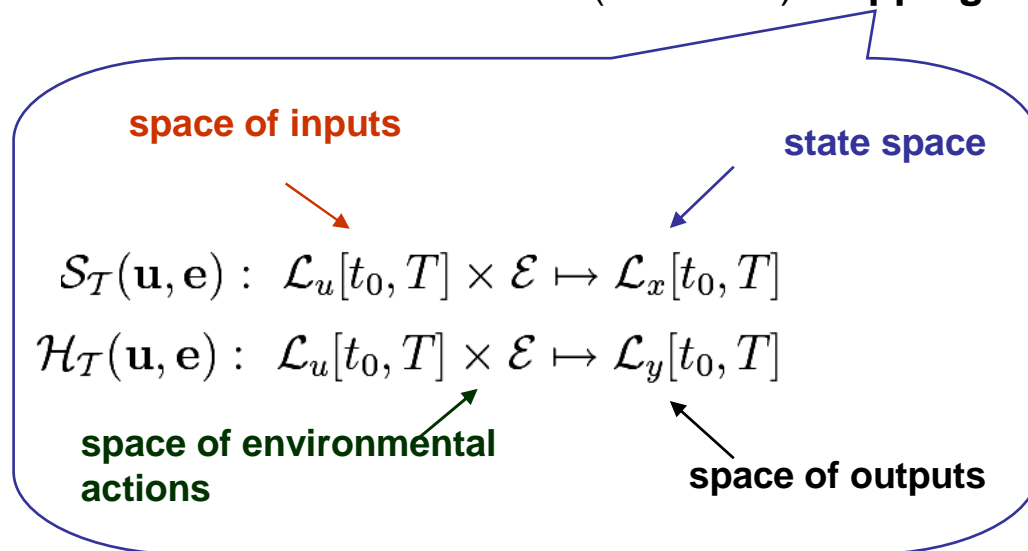 space of inputs
state space
𝒮_𝒯(𝐮, 𝐞) : ℒ_u[t_0, T] × ℰ ↦ ℒ_x[t_0, T]
ℋ_𝒯(𝐮, 𝐞) : ℒ_u[t_0, T] × ℰ ↦ ℒ_y[t_0, T]
space of environmental
actions
space of outputs